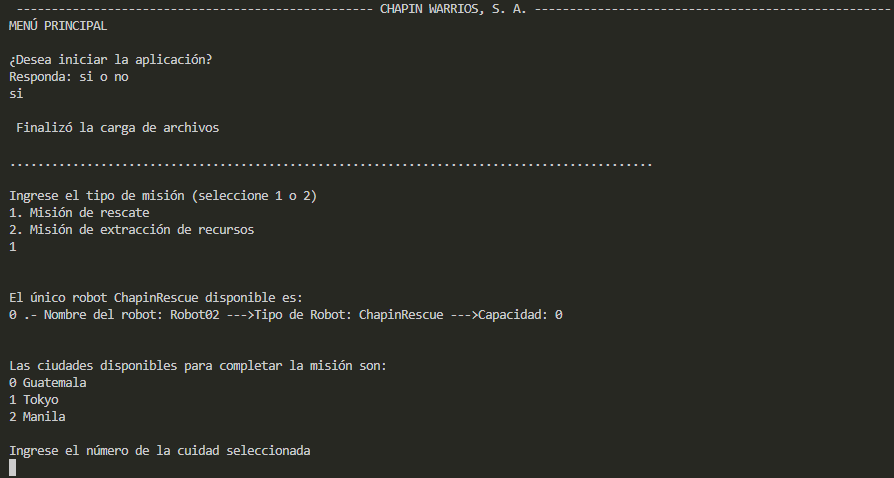 --------------------------------------------------- CHAPIN WARRIOS, S. A. ---------------------------------------------------
MENÚ PRINCIPAL
¿Desea iniciar la aplicación?
Responda: si o no
si
Finalizó la carga de archivos
............................................................................................
Ingrese el tipo de misión (seleccione 1 o 2)
1. Misión de rescate
2. Misión de extracción de recursos
1
El único robot ChapinRescue disponible es:
0 .- Nombre del robot: Robot02 --->Tipo de Robot: ChapinRescue --->Capacidad: 0
Las ciudades disponibles para completar la misión son:
0 Guatemala
1 Tokyo
2 Manila
Ingrese el número de la cuidad seleccionada